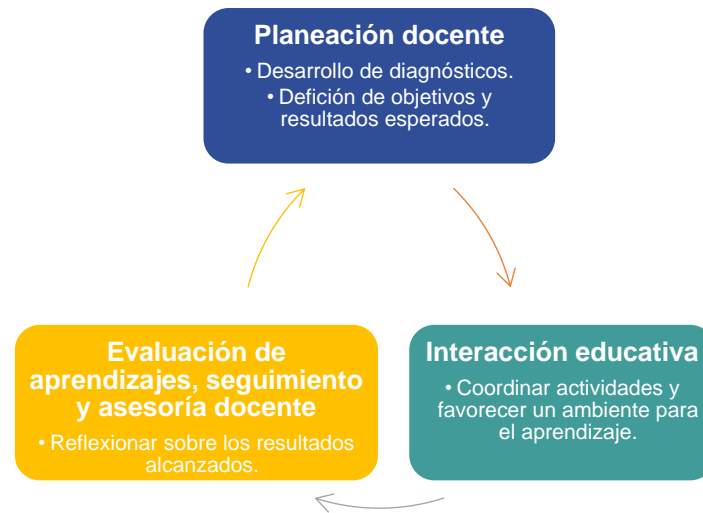 Planeación docente
• Desarrollo de diagnósticos.
• Defición de objetivos y
resultados esperados.
Evaluación de
aprendizajes, seguimiento
y asesoría docente
• Reflexionar sobre los resultados
alcanzados.
Interacción educativa
• Coordinar actividades y
favorecer un ambiente para
el aprendizaje.